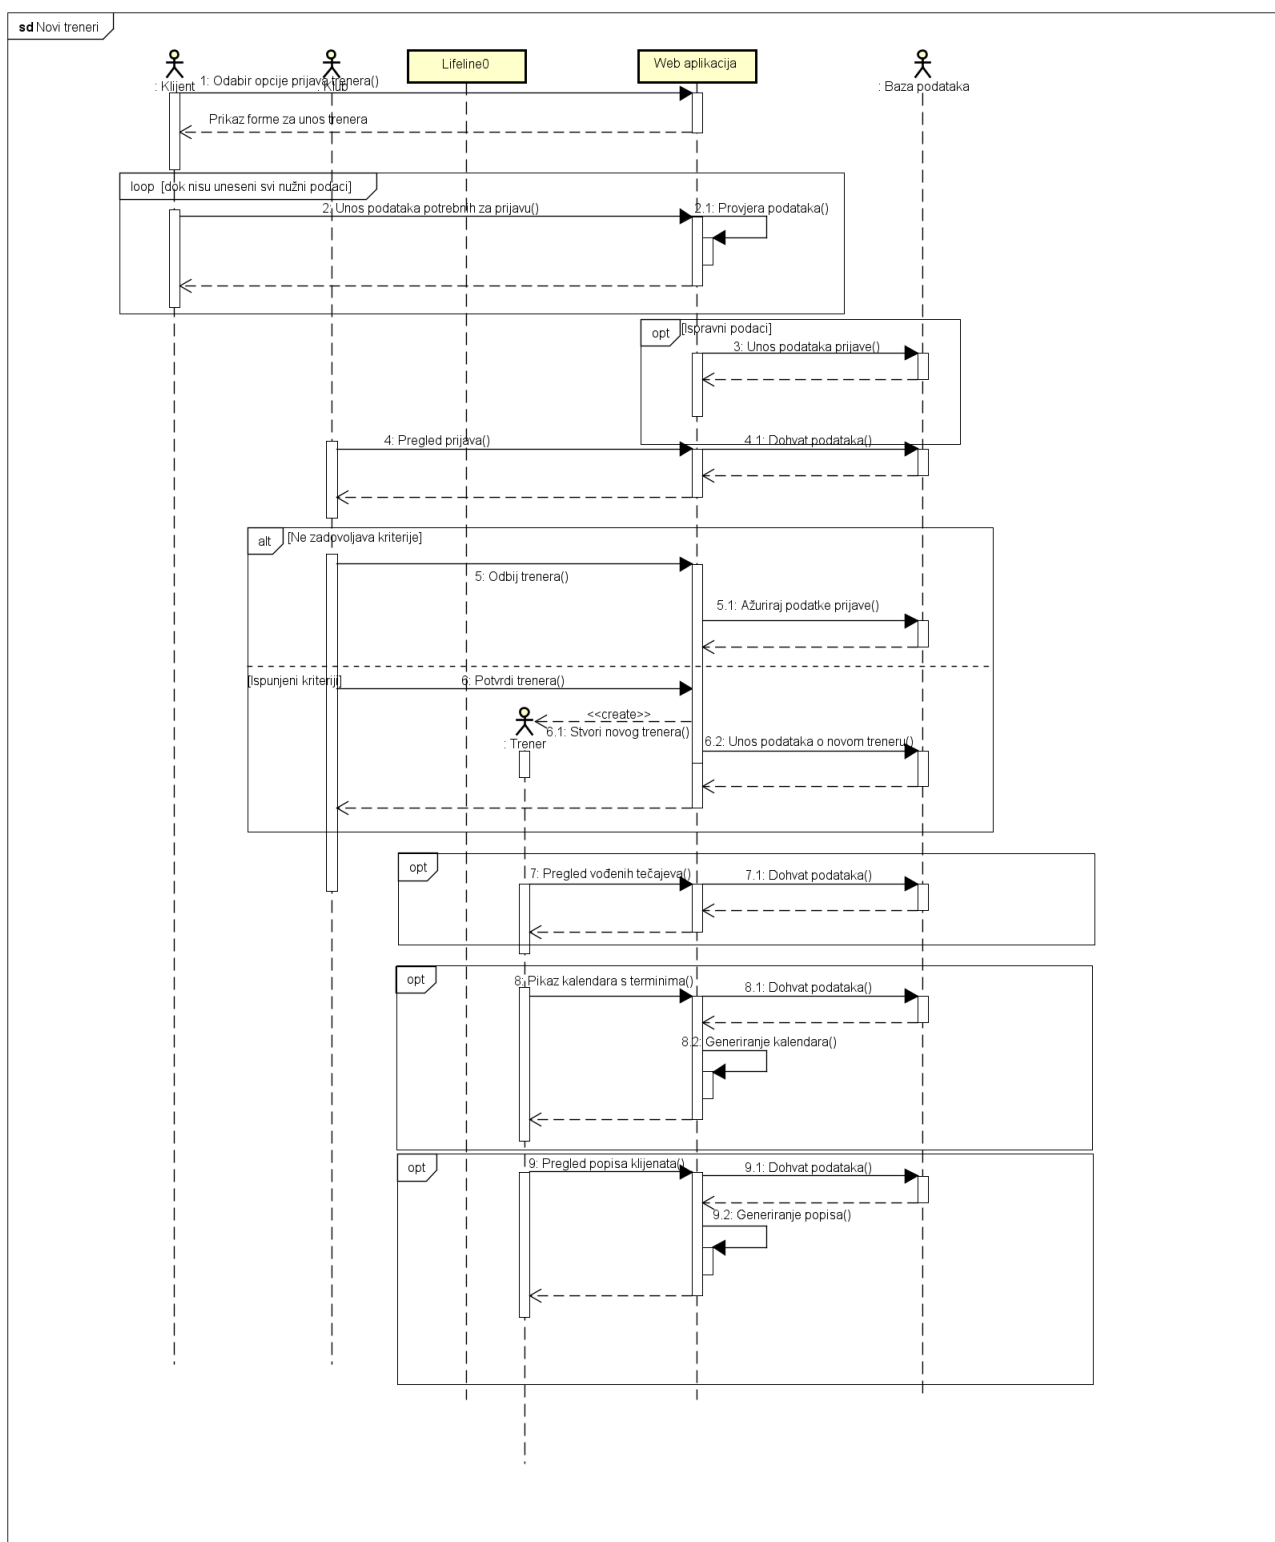 sd Novi treneri
Lifeline0
Web aplikacija
: Klijent
: Klub
: Baza podataka
1: Odabir opcije prijava trenera()
Prikaz forme za unos trenera
loop [dok nisu uneseni svi nužni podaci]
2: Unos podataka potrebnih za prijavu()
2.1: Provjera podataka()
opt [Ispravni podaci]
3: Unos podataka prijave()
4: Pregled prijava()
4.1: Dohvat podataka()
alt [Ne zadovoljava kriterije]
5: Odbij trenera()
5.1: Ažuriraj podatke prijave()
[Ispunjeni kriteriji]
6: Potvrdi trenera()
<<create>>
6.1: Stvori novog trenera()
: Trener
6.2: Unos podataka o novom treneru()
opt
7: Pregled vođenih tečajeva()
7.1: Dohvat podataka()
opt
8: Pikaz kalendara s terminima()
8.1: Dohvat podataka()
8.2: Generiranje kalendara()
opt
9: Pregled popisa klijenata()
9.1: Dohvat podataka()
9.2: Generiranje popisa()